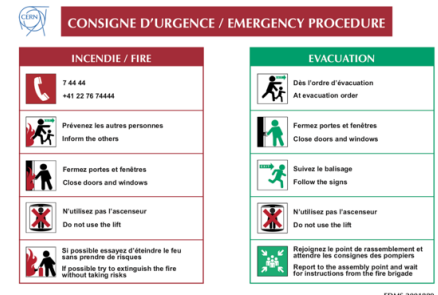 CERN
CONSIGNE D'URGENCE / EMERGENCY PROCEDURE
INCENDIE / FIRE
7 44 44
+41 22 76 74444
Prévenez les autres personnes
Inform the others
Fermez portes et fenêtres
Close doors and windows
N'utilisez pas l'ascenseur
Do not use the lift
Si possible essayez d'éteindre le feu
sans prendre de risques
If possible try to extinguish the fire
without taking risks
EVACUATION
Dès l'ordre d'évacuation
At evacuation order
Fermez portes et fenêtres
Close doors and windows
Suivez le balisage
Follow the signs
N'utilisez pas l'ascenseur
Do not use the lift
Rejoignez le point de rassemblement et
attendre les consignes des pompiers
Report to the assembly point and wait
for instructions from the fire brigade